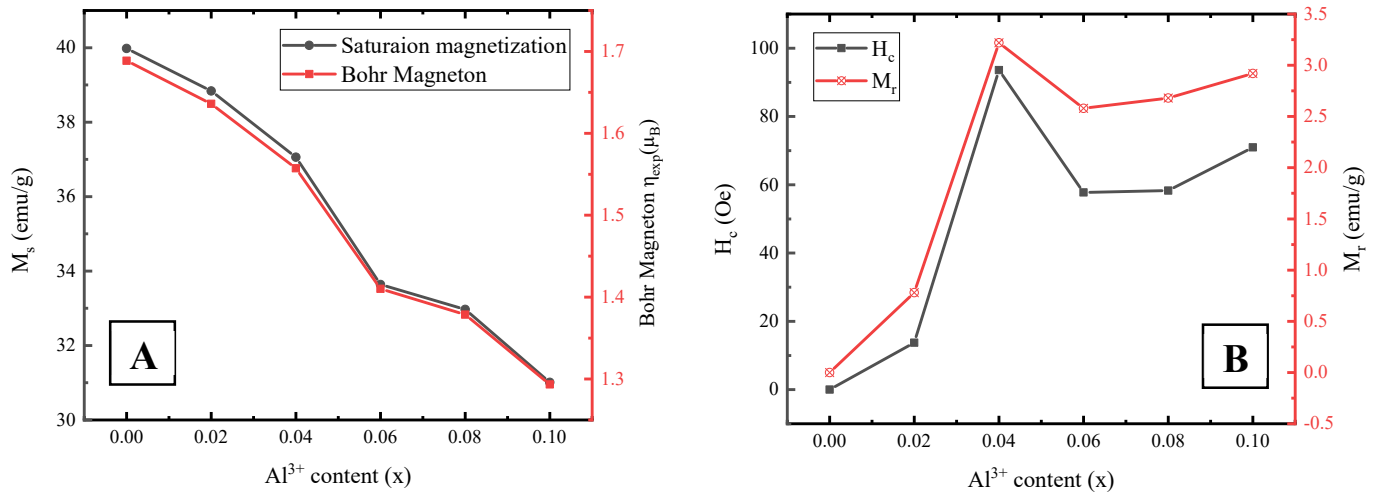 40
38
36
34
32
30
M_s (emu/g)
Saturaion magnetization
Bohr Magneton
1.7
1.6
1.5
1.4
1.3
Bohr Magneton η_exp(μ_B)
A
0.00 0.02 0.04 0.06 0.08 0.10
Al³⁺ content (x)
100
80
60
40
20
0
H_c (Oe)
H_c
M_r
3.5
3.0
2.5
2.0
1.5
1.0
0.5
0.0
-0.5
M_r (emu/g)
B
0.00 0.02 0.04 0.06 0.08 0.10
Al³⁺ content (x)